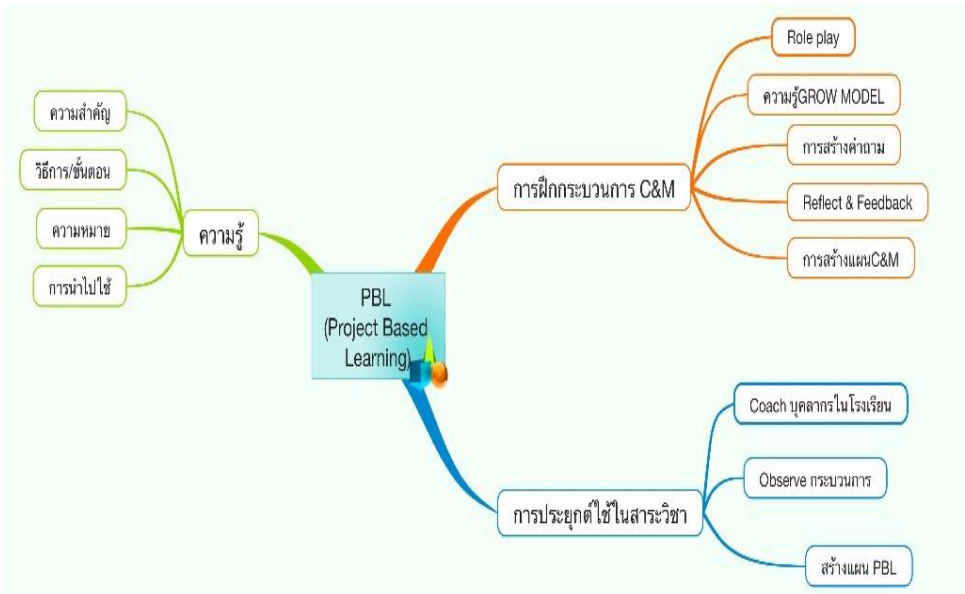 PBL
(Project Based
Learning)
ความรู้
ความสำคัญ
วิธีการ/ขั้นตอน
ความหมาย
การนำไปใช้
การฝึกกระบวนการ C&M
Role play
ความรู้GROW MODEL
การสร้างคำถาม
Reflect & Feedback
การสร้างแผนC&M
การประยุกต์ใช้ในสาระวิชา
Coach บุคลากรในโรงเรียน
Observe กระบวนการ
สร้างแผน PBL